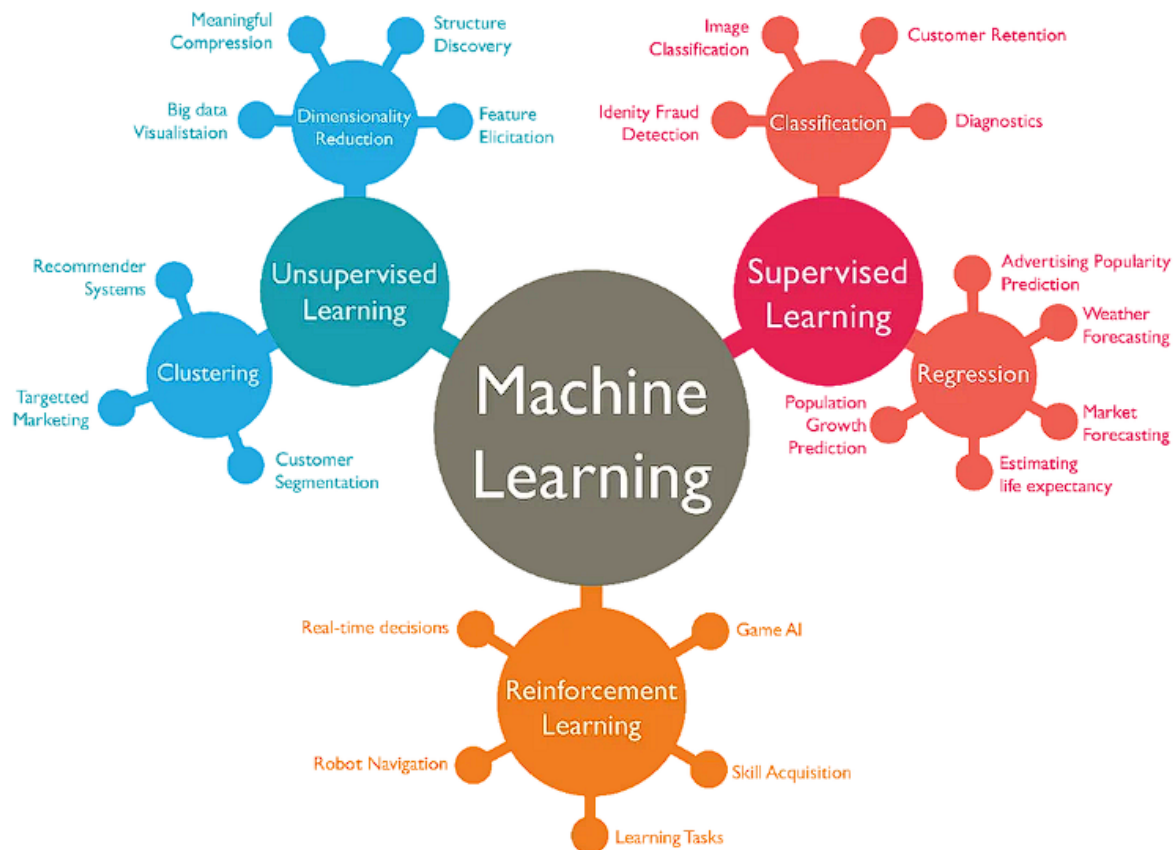 Meaningful
Compression
Structure
Discovery
Big data
Visualistaion
Dimensionality
Reduction
Feature
Elicitation
Image
Classification
Customer Retention
Idenity Fraud
Detection
Classification
Diagnostics
Unsupervised
Learning
Supervised
Learning
Recommender
Systems
Clustering
Targetted
Marketing
Customer
Segmentation
Advertising Popularity
Prediction
Weather
Forecasting
Regression
Population
Growth
Prediction
Market
Forecasting
Estimating
life expectancy
Machine
Learning
Real-time decisions
Game AI
Reinforcement
Learning
Robot Navigation
Skill Acquisition
Learning Tasks